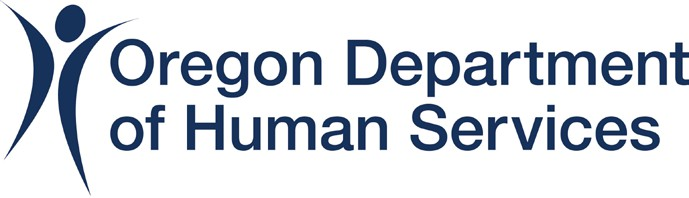 Oregon Department
of Human Services